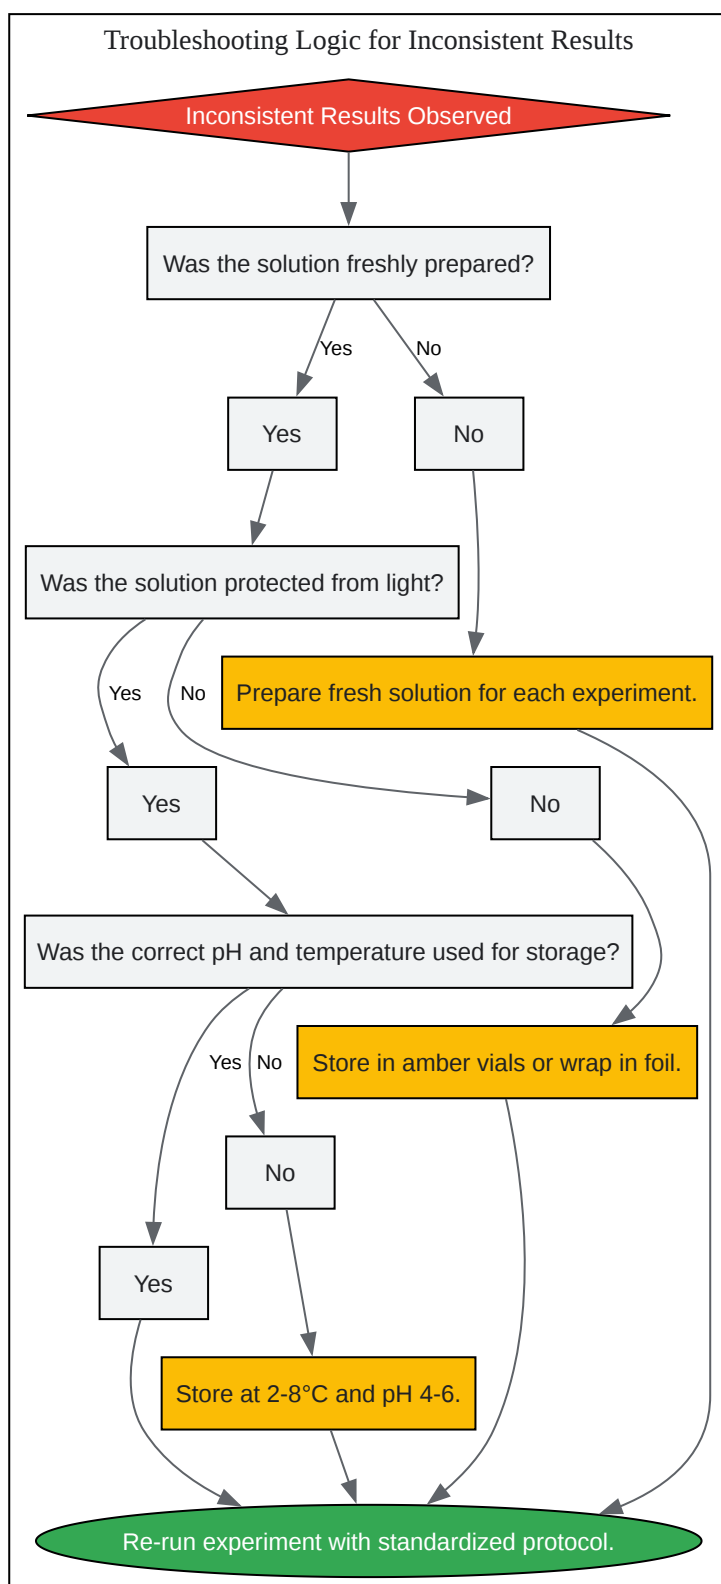 Troubleshooting Logic for Inconsistent Results
Inconsistent Results Observed
Was the solution freshly prepared?
Yes
No
Yes
No
Was the solution protected from light?
Yes
No
Prepare fresh solution for each experiment.
Yes
No
Was the correct pH and temperature used for storage?
Yes
No
Store in amber vials or wrap in foil.
No
Yes
Store at 2-8°C and pH 4-6.
Re-run experiment with standardized protocol.